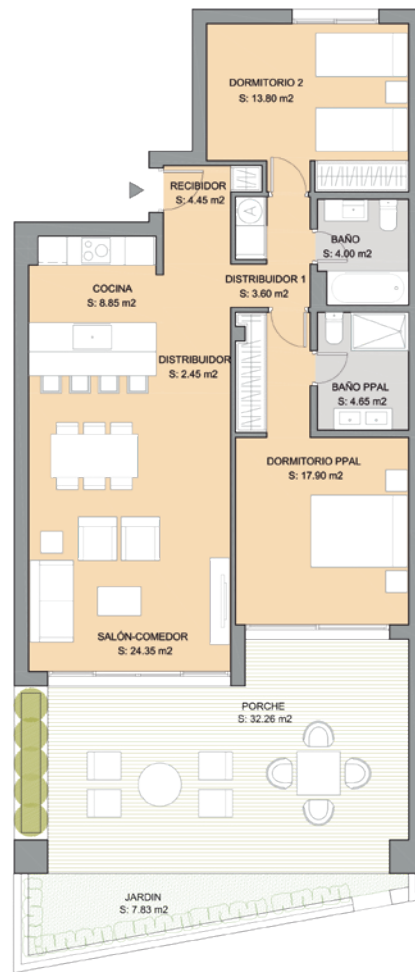 DORMITORIO 2
S: 13.80 m2
RECIBIDOR
S: 4.45 m2
A
BAÑO
S: 4.00 m2
COCINA
S: 8.85 m2
DISTRIBUIDOR 1
S: 3.60 m2
DISTRIBUIDOR
S: 2.45 m2
BAÑO PPAL
S: 4.65 m2
DORMITORIO PPAL
S: 17.90 m2
SALÓN-COMEDOR
S: 24.35 m2
PORCHE
S: 32.26 m2
JARDIN
S: 7.83 m2